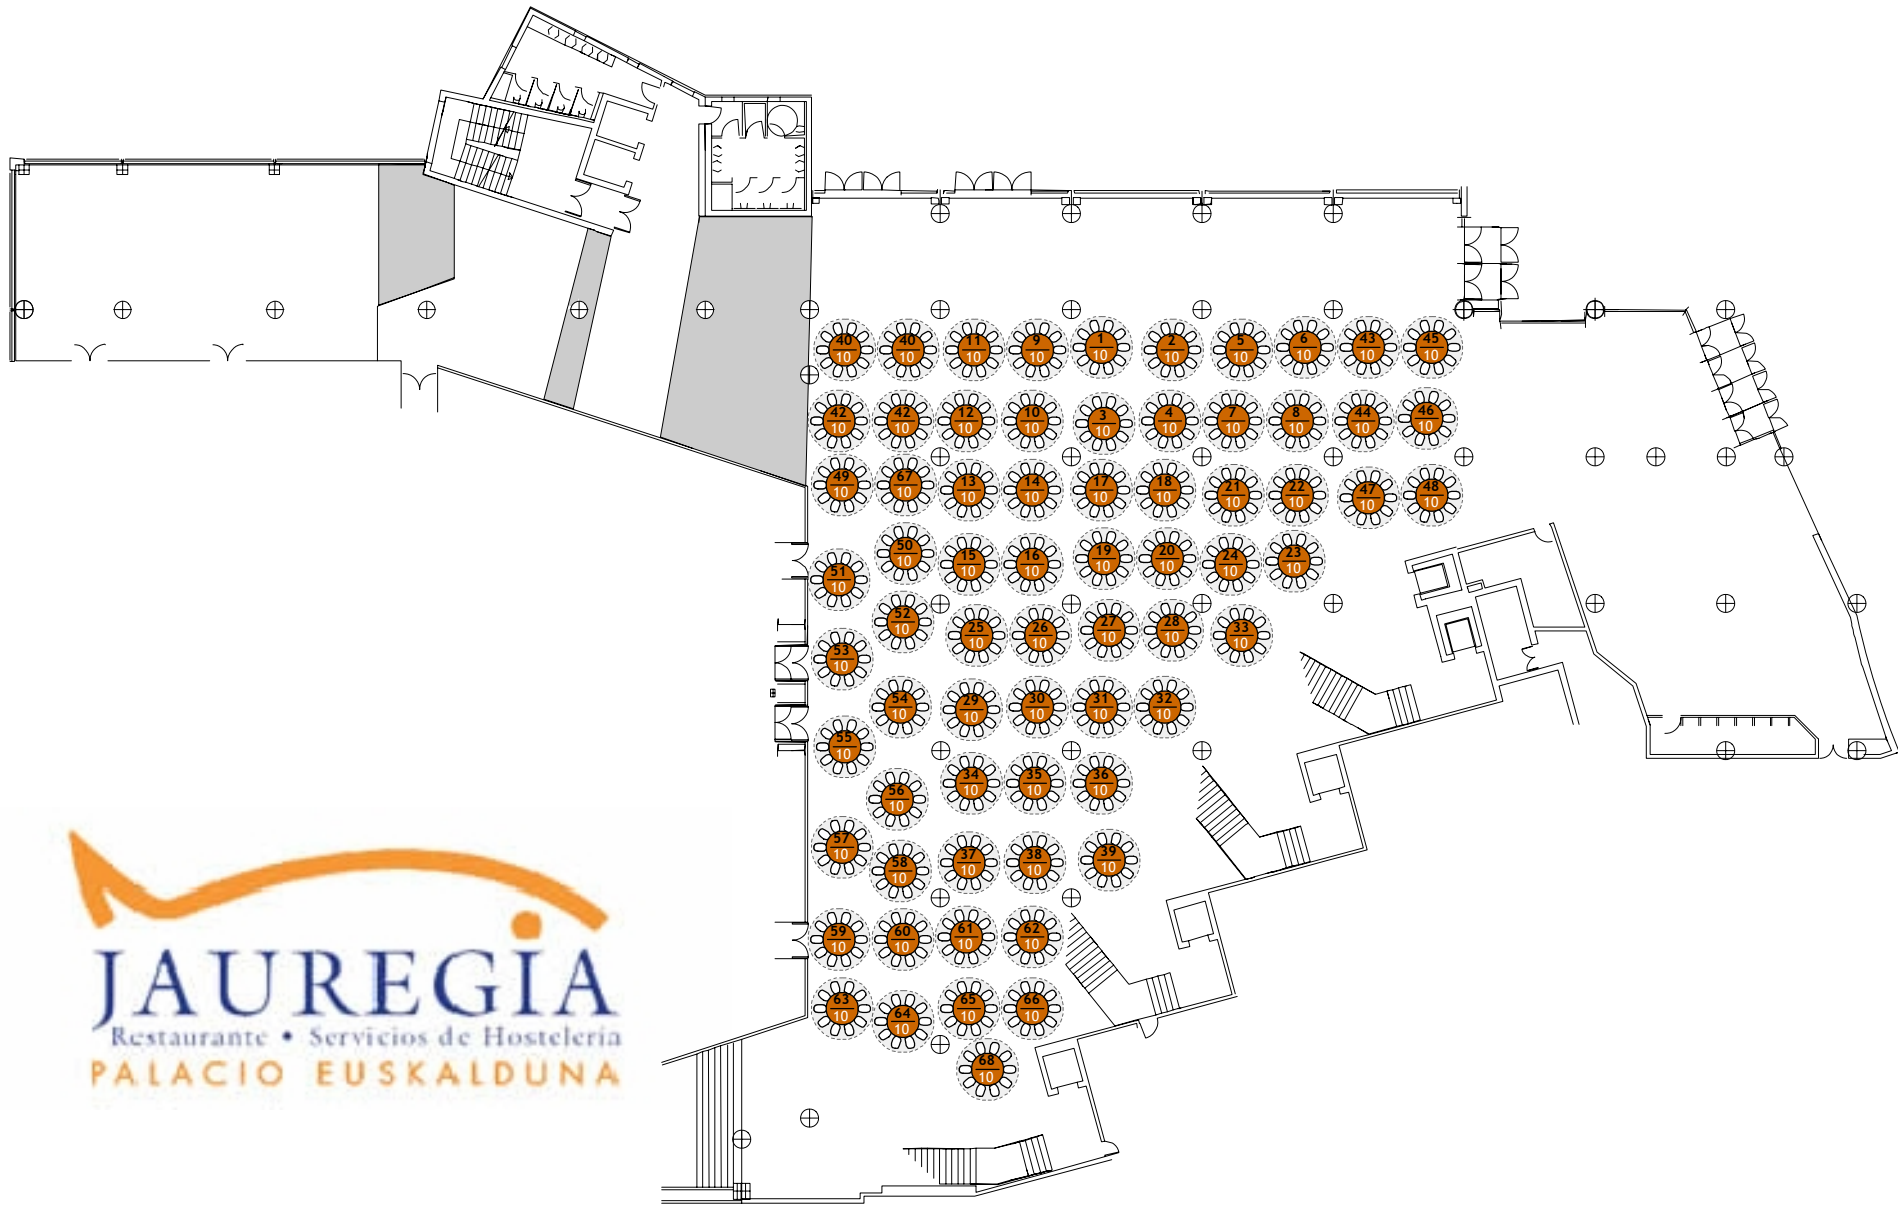 40 40 11 9 1 2 5 6 43 45
10 10 10 10 10 10 10 10 10 10
42 42 12 10 3 4 7 8 44 46
10 10 10 10 10 10 10 10 10 10
49 67 13 14 17 18 21 22 47 48
10 10 10 10 10 10 10 10 10 10
51 50 15 16 19 20 24 23
10 10 10 10 10 10 10 10
53 52 25 26 27 28 33
10 10 10 10 10 10 10
55 54 29 30 31 32
10 10 10 10 10 10
56 34 35 36
10 10 10 10
57 58 37 38 39
10 10 10 10 10
59 60 61 62
10 10 10 10
63 64 65 66
10 10 10 10
68
10
JAUREGIA
Restaurante • Servicios de Hostelería
PALACIO EUSKALDUNA